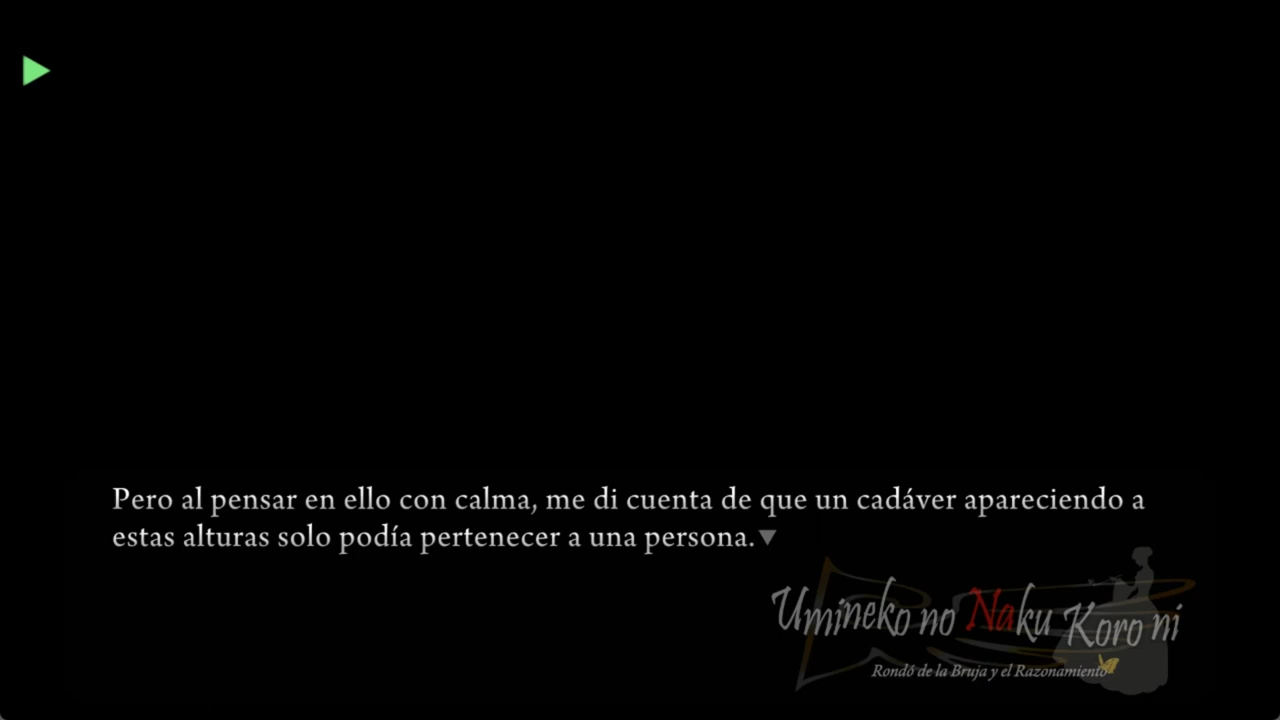 Pero al pensar en ello con calma, me di cuenta de que un cadáver apareciendo a
estas alturas solo podía pertenecer a una persona.
Umineko no Naku Koro ni
Rondó de la Bruja y el Razonamiento